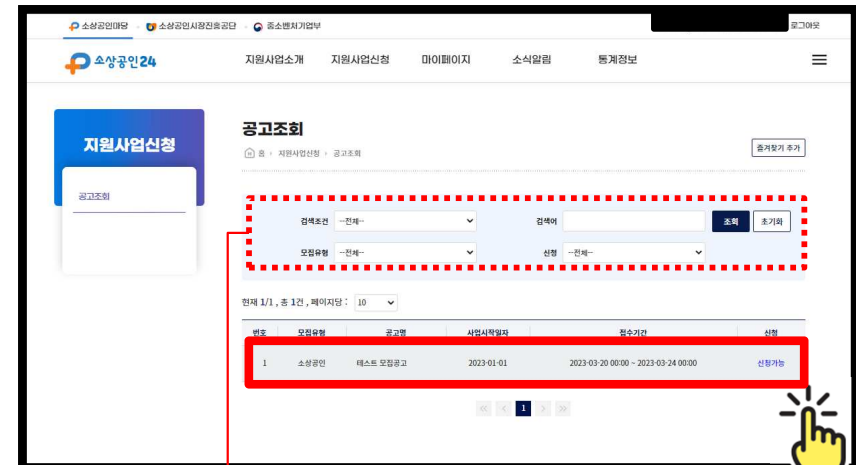 소상공인마당 소상공인시장진흥공단 중소벤처기업부 로그아웃
소상공인24 지원사업소개 지원사업신청 마이페이지 소식알림 통계정보
지원사업신청
공고조회
공고조회
홈 › 지원사업신청 › 공고조회
즐겨찾기 추가
검색조건 --전체-- 검색어 조회 초기화
모집유형 --전체-- 신청 --전체--
현재 1/1 , 총 1건 , 페이지당 : 10
번호 모집유형 공고명 사업시작일자 접수기간 신청
1 소상공인 테스트 모집공고 2023-01-01 2023-03-20 00:00 ~ 2023-03-24 00:00 신청가능
« ‹ 1 › »